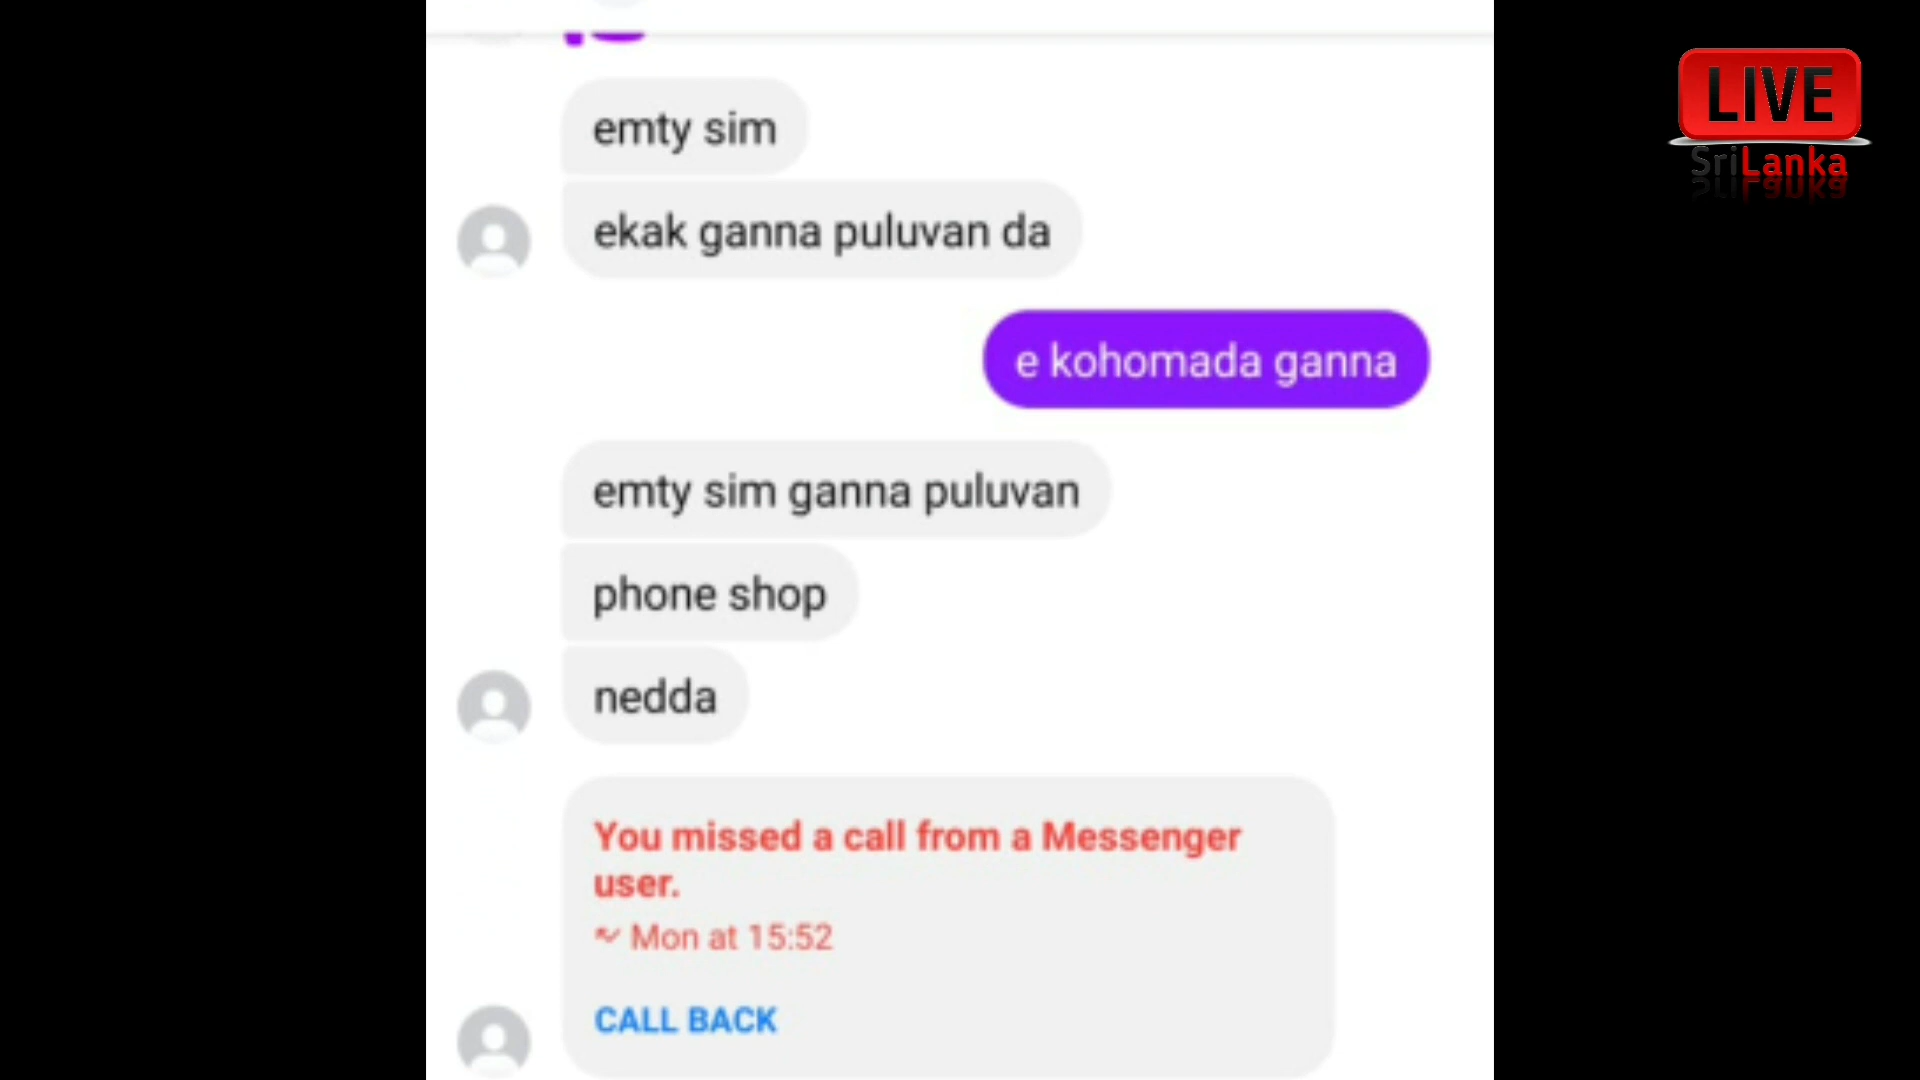 LIVE
SriLanka
emty sim
ekak ganna puluvan da
e kohomada ganna
emty sim ganna puluvan
phone shop
nedda
You missed a call from a Messenger
user.
Mon at 15:52
CALL BACK